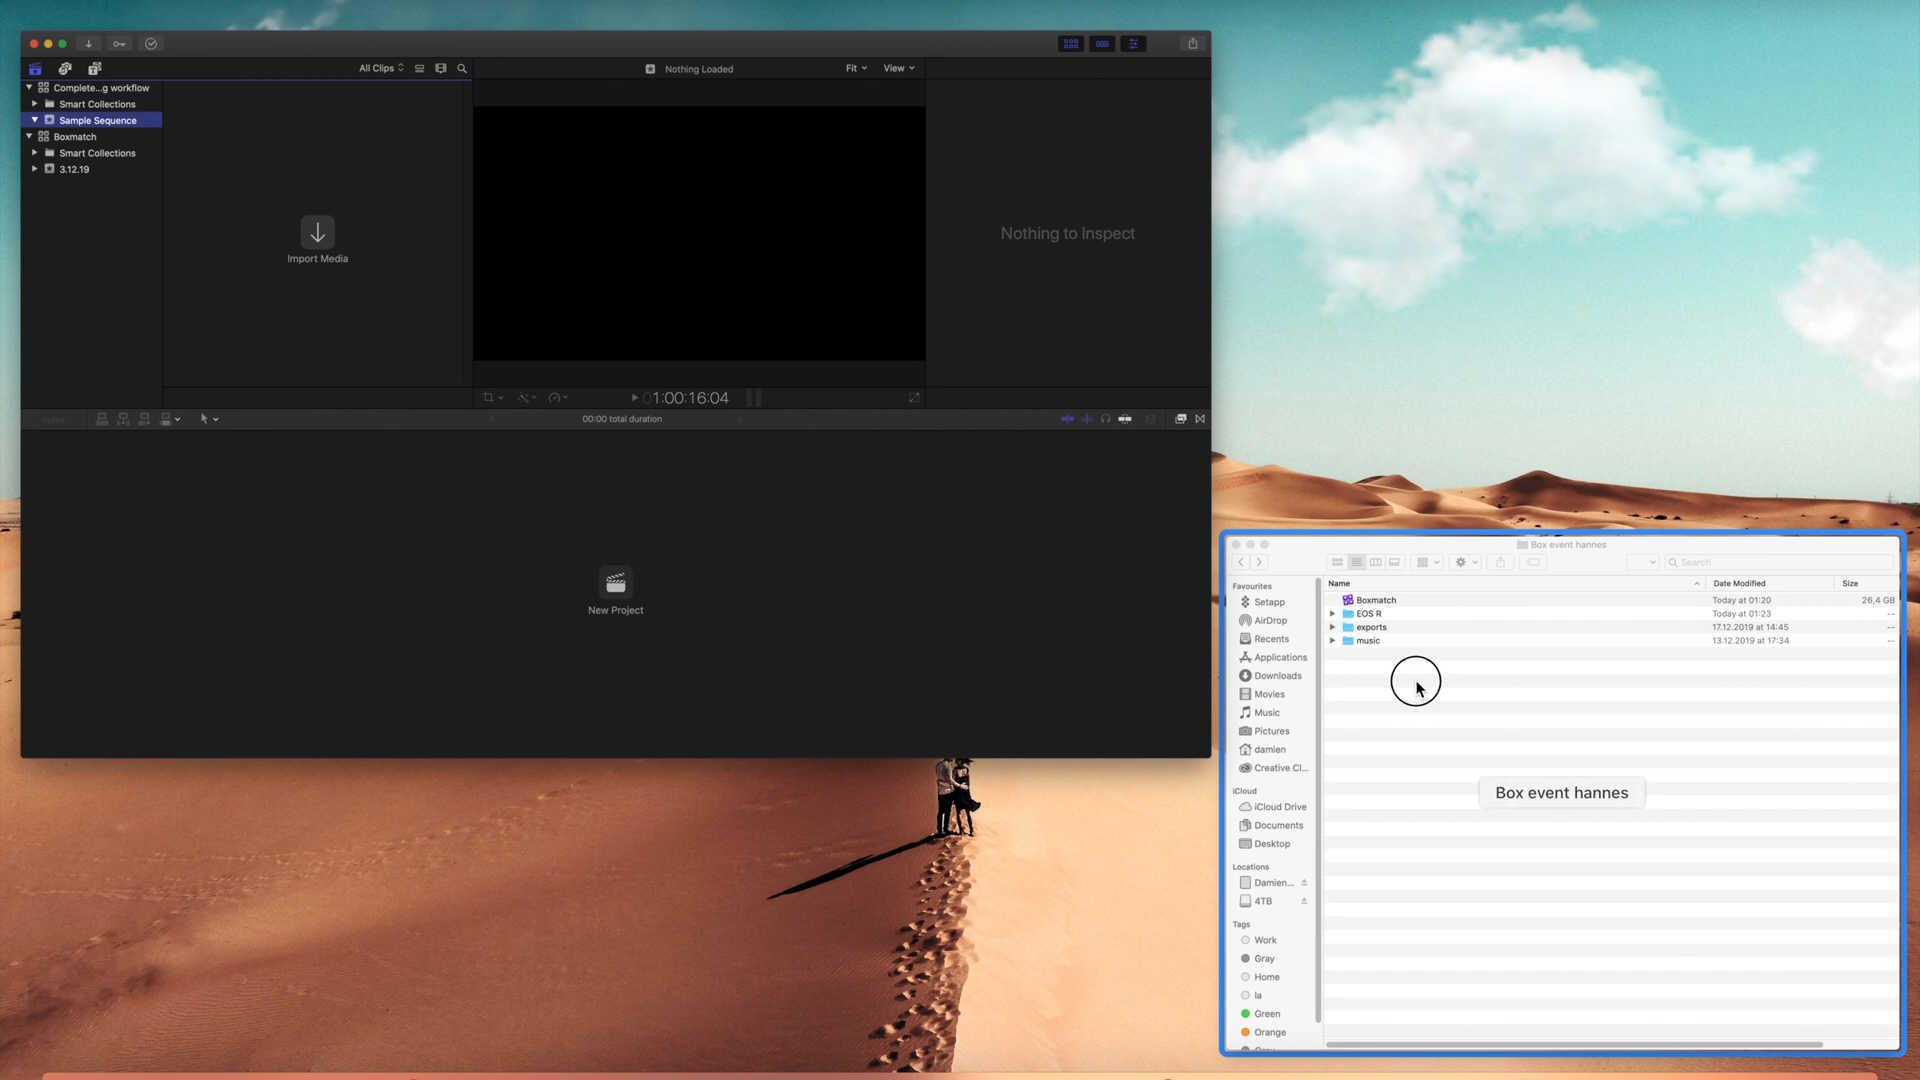 All Clips
Nothing Loaded
Fit
View
Complete...g workflow
Smart Collections
Sample Sequence
Boxmatch
Smart Collections
3.12.19
Import Media
Nothing to Inspect
01:00:16:04
Index
00:00 total duration
New Project
Box event hannes
Search
Favourites
Setapp
AirDrop
Recents
Applications
Downloads
Movies
Music
Pictures
damien
Creative Cl...
iCloud
iCloud Drive
Documents
Desktop
Locations
Damien...
4TB
Tags
Work
Gray
Home
la
Green
Orange
Name Date Modified Size
Boxmatch Today at 01:20 26,4 GB
EOS R Today at 01:23 --
exports 17.12.2019 at 14:45 --
music 13.12.2019 at 17:34 --
Box event hannes